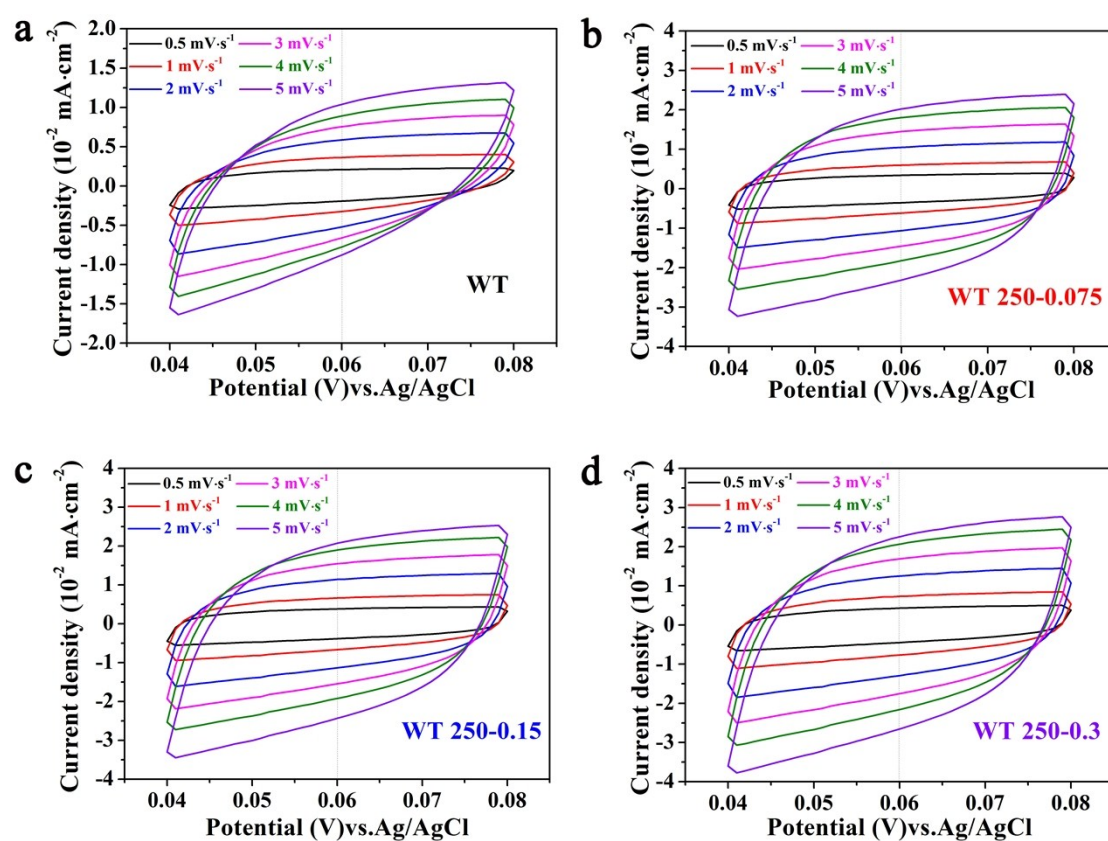 a
Current density (10⁻² mA·cm⁻²)
2.0
1.5
1.0
0.5
0.0
-0.5
-1.0
-1.5
2.0
0.5 mV·s⁻¹ 3 mV·s⁻¹
1 mV·s⁻¹ 4 mV·s⁻¹
2 mV·s⁻¹ 5 mV·s⁻¹
WT
0.04 0.05 0.06 0.07 0.08
Potential (V)vs.Ag/AgCl
b
Current density (10⁻² mA·cm⁻²)
4
3
2
1
0
-1
-2
-3
-4
0.5 mV·s⁻¹ 3 mV·s⁻¹
1 mV·s⁻¹ 4 mV·s⁻¹
2 mV·s⁻¹ 5 mV·s⁻¹
WT 250-0.075
0.04 0.05 0.06 0.07 0.08
Potential (V)vs.Ag/AgCl
c
Current density (10⁻² mA·cm⁻²)
4
3
2
1
0
-1
-2
-3
-4
0.5 mV·s⁻¹ 3 mV·s⁻¹
1 mV·s⁻¹ 4 mV·s⁻¹
2 mV·s⁻¹ 5 mV·s⁻¹
WT 250-0.15
0.04 0.05 0.06 0.07 0.08
Potential (V)vs.Ag/AgCl
d
Current density (10⁻² mA·cm⁻²)
4
3
2
1
0
-1
-2
-3
-4
0.5 mV·s⁻¹ 3 mV·s⁻¹
1 mV·s⁻¹ 4 mV·s⁻¹
2 mV·s⁻¹ 5 mV·s⁻¹
WT 250-0.3
0.04 0.05 0.06 0.07 0.08
Potential (V)vs.Ag/AgCl